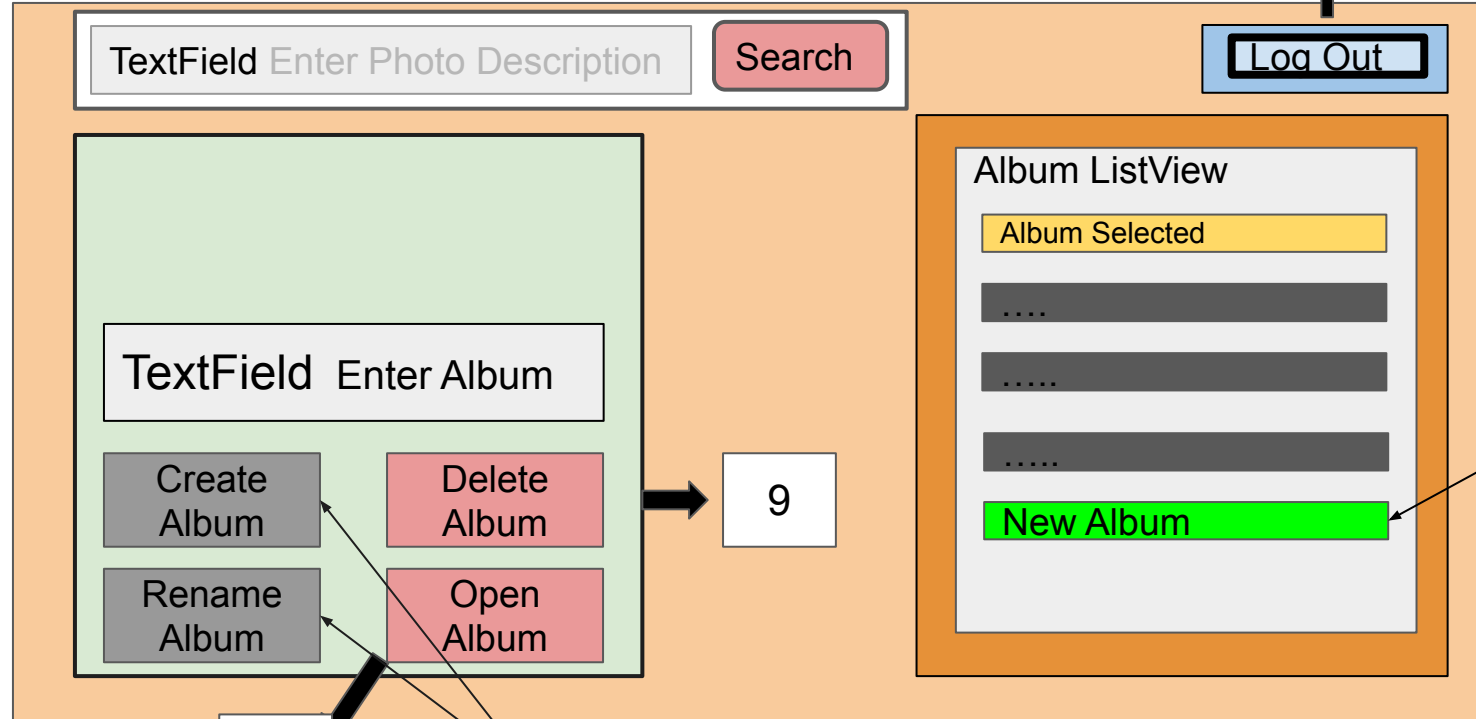 TextField Enter Photo Description
Search
Log Out
Album ListView
Album Selected
....
.....
.....
New Album
TextField Enter Album
Create
Album
Delete
Album
9
Rename
Album
Open
Album